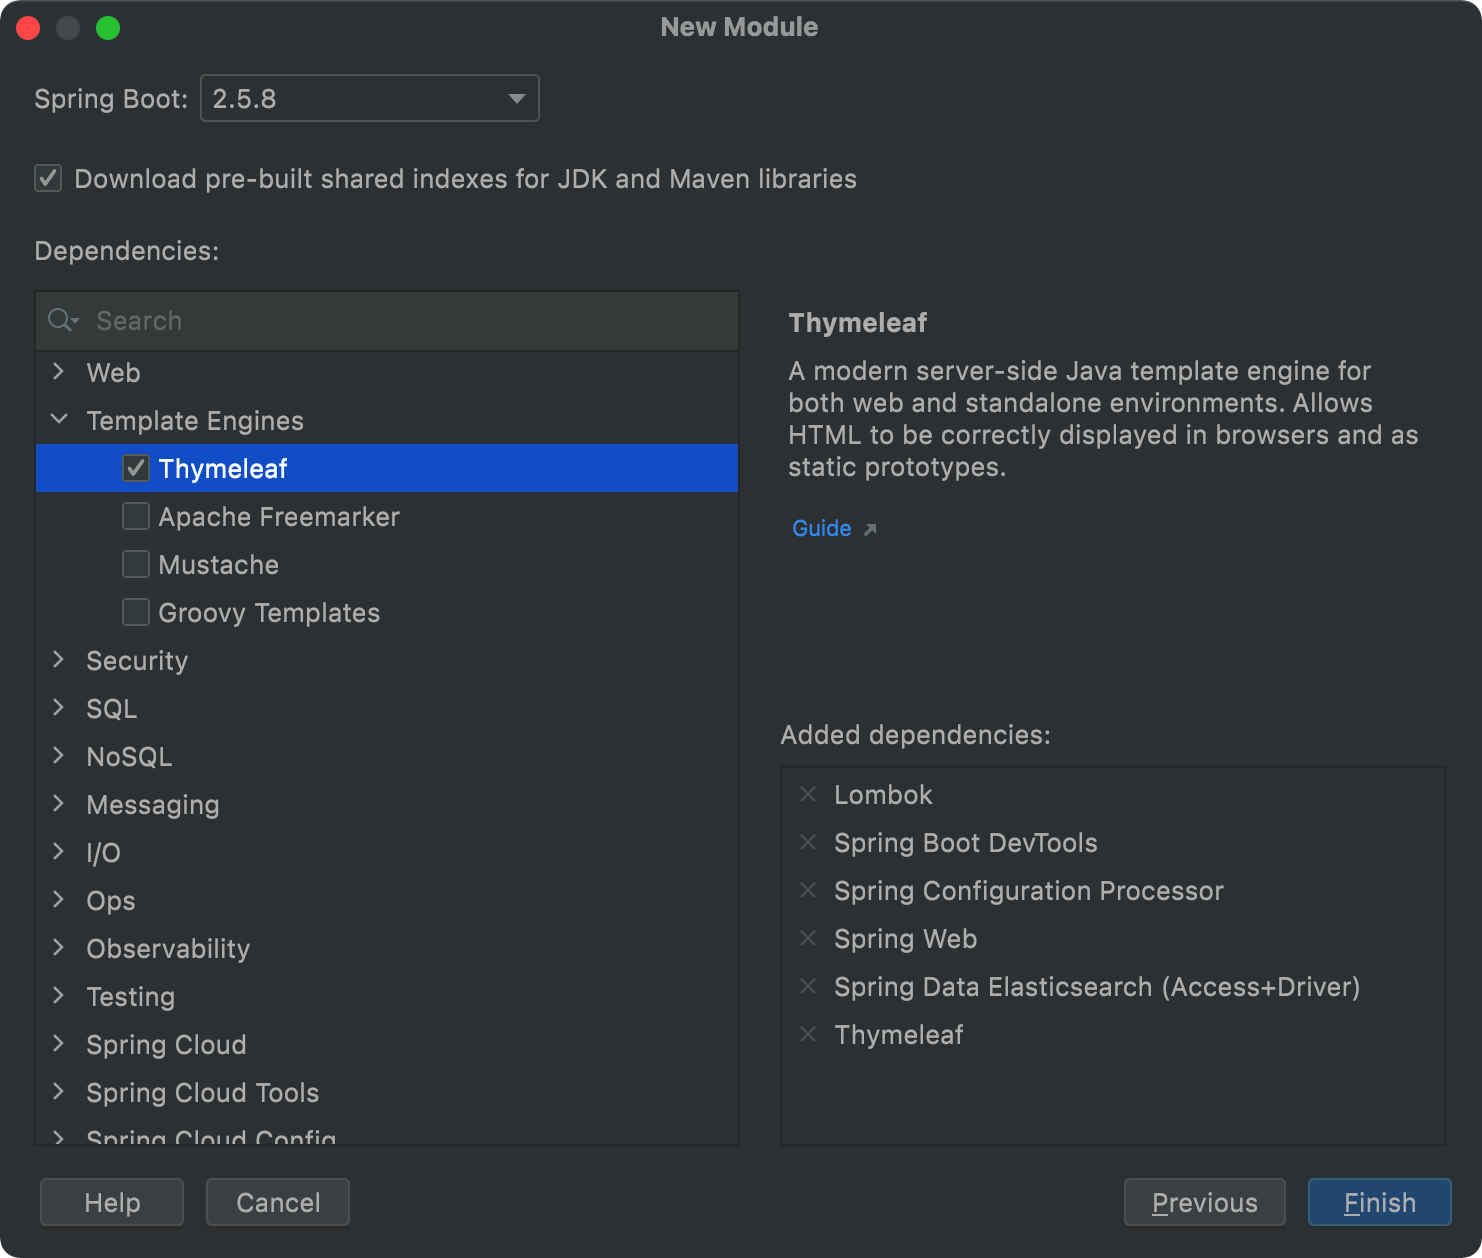 New Module
Spring Boot: 2.5.8
Download pre-built shared indexes for JDK and Maven libraries
Dependencies:
Search
Web
Template Engines
Thymeleaf
Apache Freemarker
Mustache
Groovy Templates
Security
SQL
NoSQL
Messaging
I/O
Ops
Observability
Testing
Spring Cloud
Spring Cloud Tools
Spring Cloud Config
Thymeleaf
A modern server-side Java template engine for
both web and standalone environments. Allows
HTML to be correctly displayed in browsers and as
static prototypes.
Guide
Added dependencies:
Lombok
Spring Boot DevTools
Spring Configuration Processor
Spring Web
Spring Data Elasticsearch (Access+Driver)
Thymeleaf
Help
Cancel
Previous
Finish